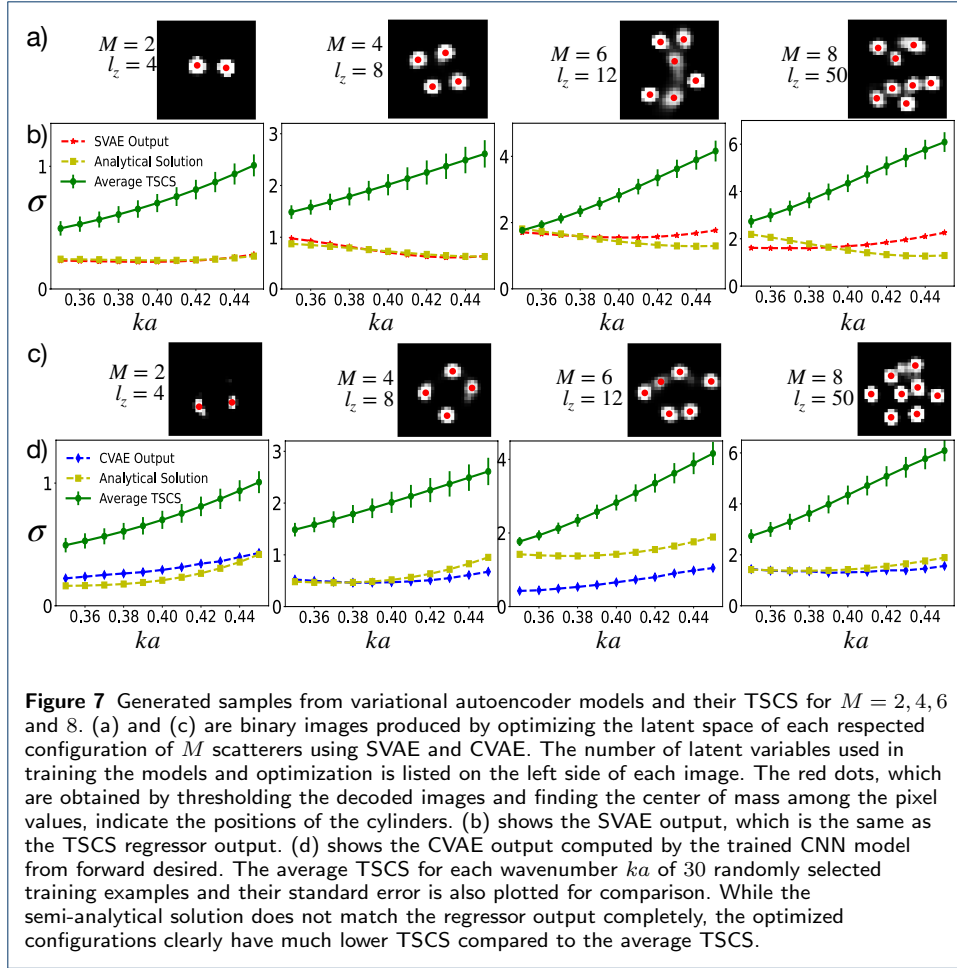 a)
M = 2
l_z = 4
M = 4
l_z = 8
M = 6
l_z = 12
M = 8
l_z = 50
b)
SVAE Output
Analytical Solution
Average TSCS
σ
1
0
3
2
1
0
4
2
0
6
4
2
0
0.36 0.38 0.40 0.42 0.44
0.36 0.38 0.40 0.42 0.44
0.36 0.38 0.40 0.42 0.44
0.36 0.38 0.40 0.42 0.44
ka
ka
ka
ka
c)
M = 2
l_z = 4
M = 4
l_z = 8
M = 6
l_z = 12
M = 8
l_z = 50
d)
CVAE Output
Analytical Solution
Average TSCS
σ
1
0
3
2
1
0
4
2
0
6
4
2
0
0.36 0.38 0.40 0.42 0.44
0.36 0.38 0.40 0.42 0.44
0.36 0.38 0.40 0.42 0.44
0.36 0.38 0.40 0.42 0.44
ka
ka
ka
ka
Figure 7 Generated samples from variational autoencoder models and their TSCS for M = 2, 4, 6
and 8. (a) and (c) are binary images produced by optimizing the latent space of each respected
configuration of M scatterers using SVAE and CVAE. The number of latent variables used in
training the models and optimization is listed on the left side of each image. The red dots, which
are obtained by thresholding the decoded images and finding the center of mass among the pixel
values, indicate the positions of the cylinders. (b) shows the SVAE output, which is the same as
the TSCS regressor output. (d) shows the CVAE output computed by the trained CNN model
from forward desired. The average TSCS for each wavenumber ka of 30 randomly selected
training examples and their standard error is also plotted for comparison. While the
semi-analytical solution does not match the regressor output completely, the optimized
configurations clearly have much lower TSCS compared to the average TSCS.